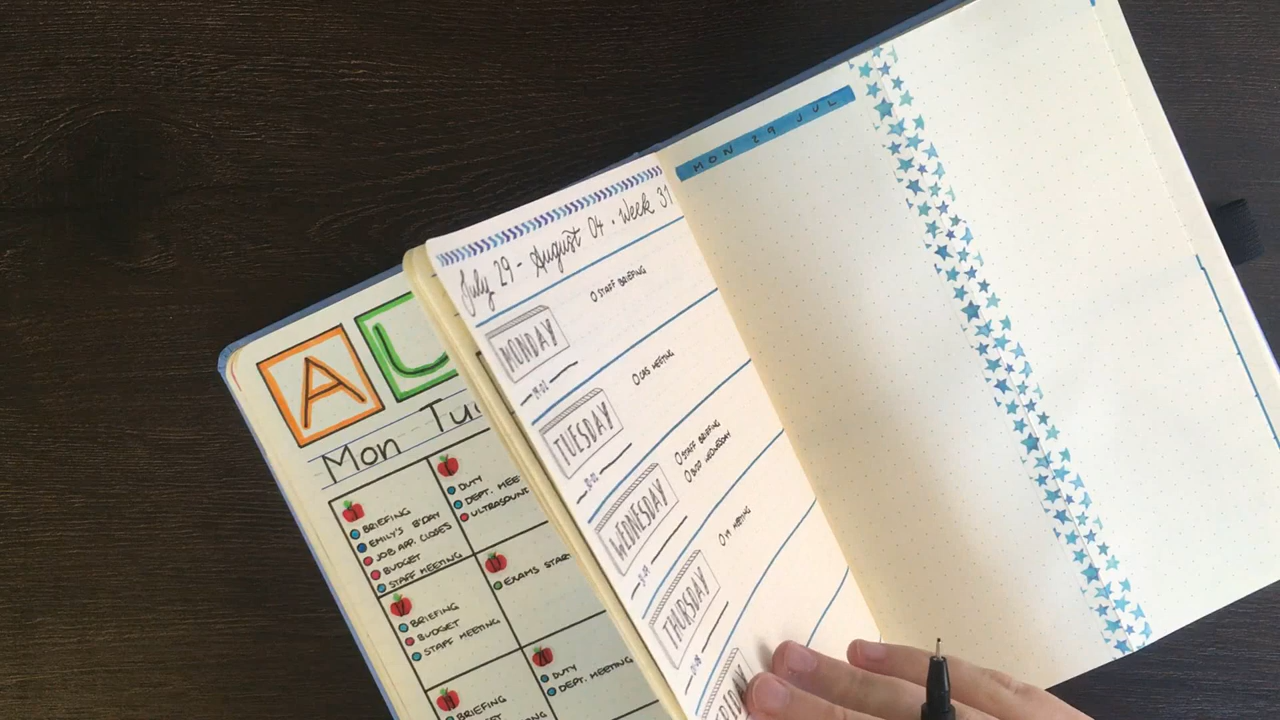 A U
Mon Tu
BRIEFING
EMILY'S B'DAY
JOB APP. CLOSES
BUDGET
STAFF MEETING
DUTY
DEPT. MEE
ULTRASOUND
BRIEFING
BUDGET
STAFF MEETING
EXAMS STAR
BRIEFING
DUTY
DEPT. MEETING
July 29 - August 04 . Week 31
MONDAY
STAFF BRIEFING
TUESDAY
CAS MEETING
WEDNESDAY
STAFF BRIEFING
THURSDAY
MEETING
MON 29 JUL